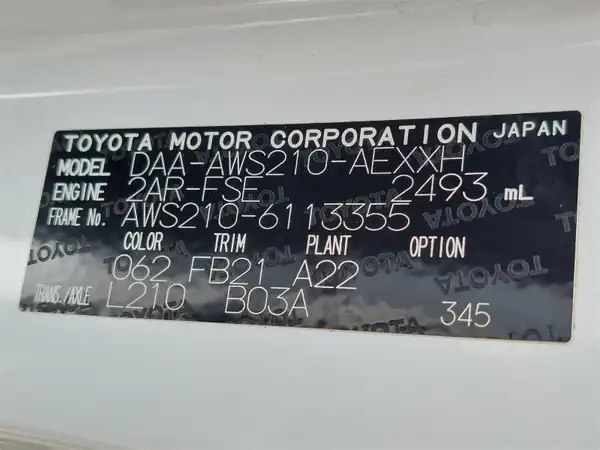 TOYOTA MOTOR CORPORATION JAPAN
MODEL DAA-AWS210-AEXXH
ENGINE 2AR-FSE 2493 mL
FRAME No. AWS210-6113355
COLOR TRIM PLANT OPTION
062 FB21 A22
TRANS./AXLE L210 B03A 345